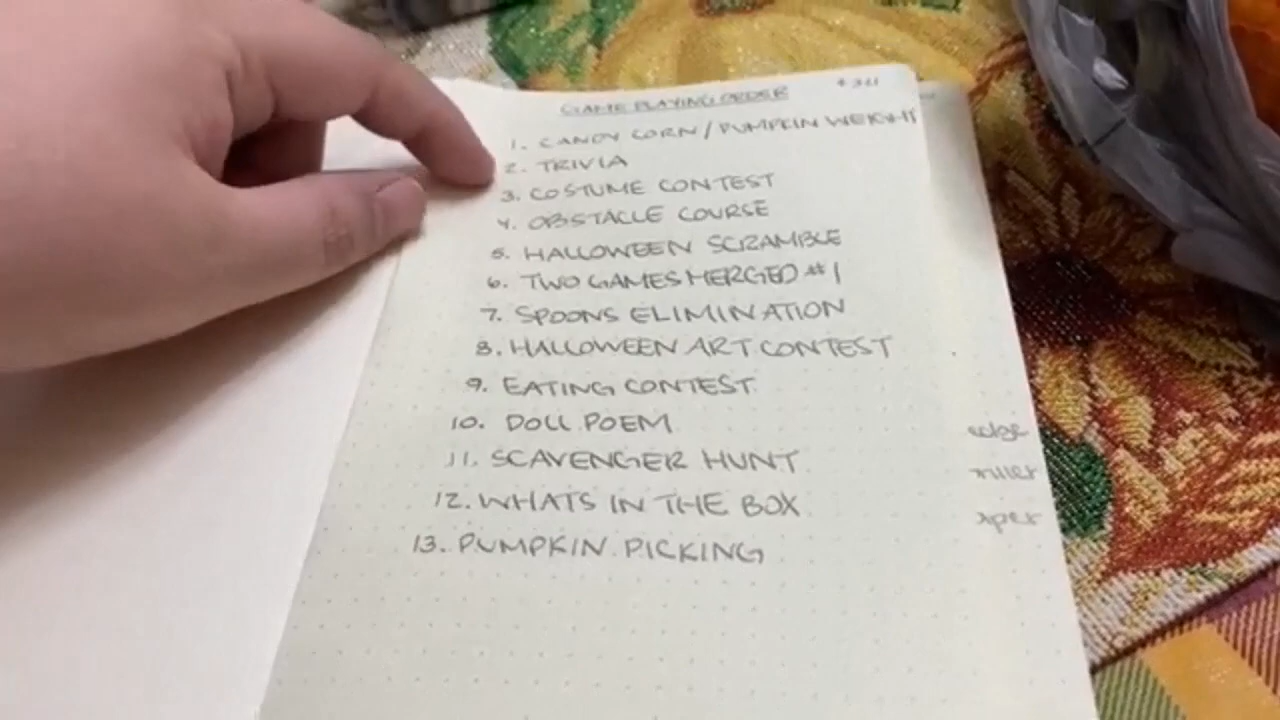 GAME PLAYING ORDER
1. CANDY CORN / PUMPKIN WEIGHT
2. TRIVIA
3. COSTUME CONTEST
4. OBSTACLE COURSE
5. HALLOWEEN SCRAMBLE
6. TWO GAMES MERGED #1
7. SPOONS ELIMINATION
8. HALLOWEEN ART CONTEST
9. EATING CONTEST
10. DOLL POEM
11. SCAVENGER HUNT
12. WHATS IN THE BOX
13. PUMPKIN PICKING